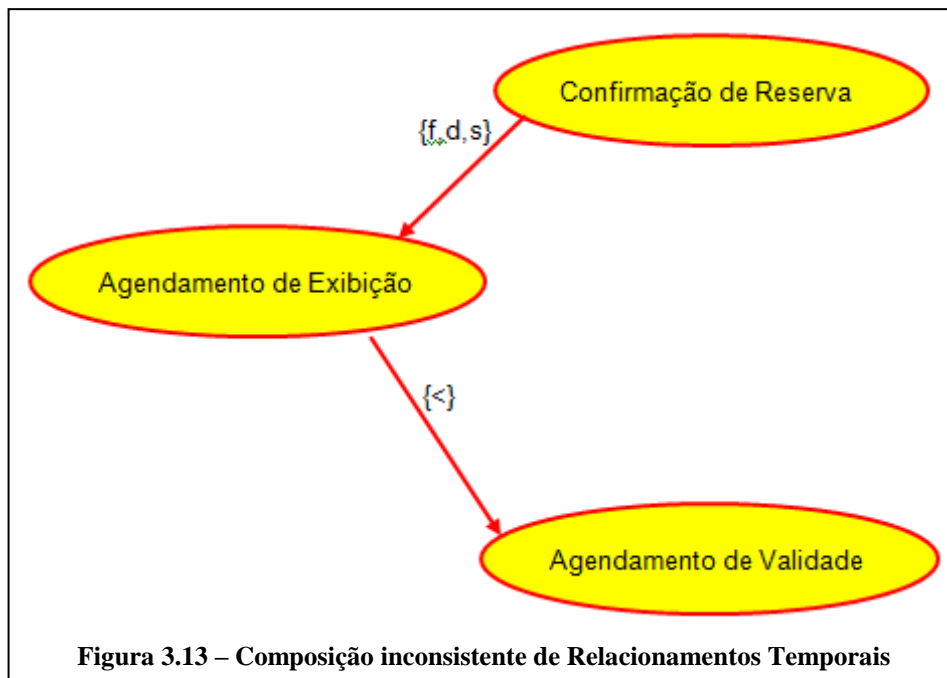 Confirmação de Reserva
{f,d,s}
Agendamento de Exibição
{<}
Agendamento de Validade
Figura 3.13 – Composição inconsistente de Relacionamentos Temporais